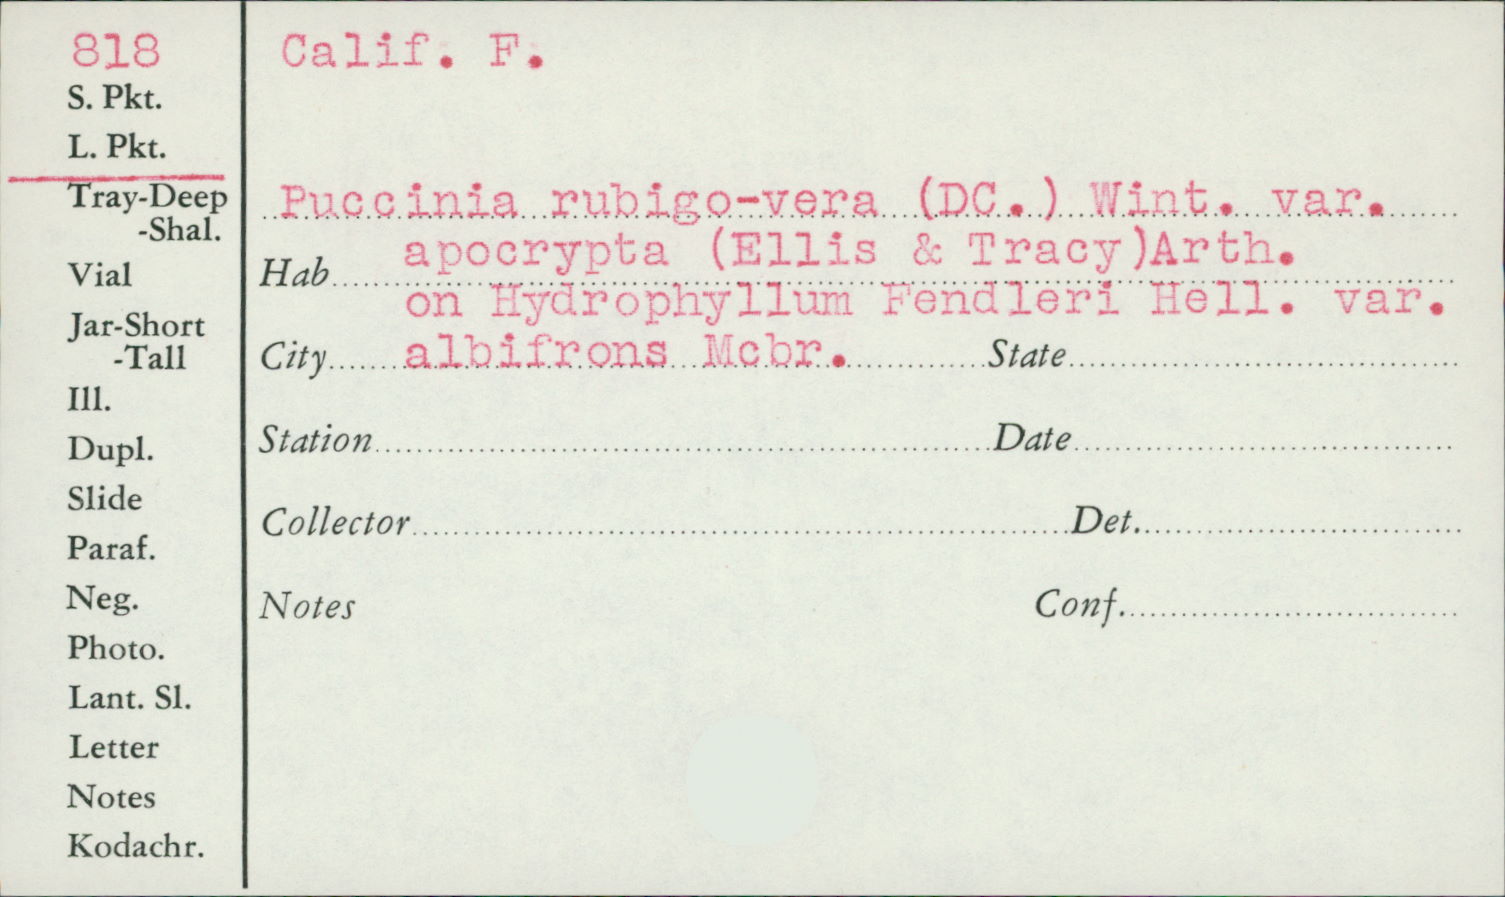 818
S. Pkt.
L. Pkt.
Tray-Deep
-Shal.
Vial
Jar-Short
-Tall
Ill.
Dupl.
Slide
Paraf.
Neg.
Photo.
Lant. Sl.
Letter
Notes
Kodachr.
Calif. F.
Puccinia rubigo-vera (DC.) Wint. var.
apocrypta (Ellis & Tracy)Arth.
Hab
on Hydrophyllum Fendleri Hell. var.
City albifrons Mcbr. State
Station Date
Collector Det.
Notes Conf.